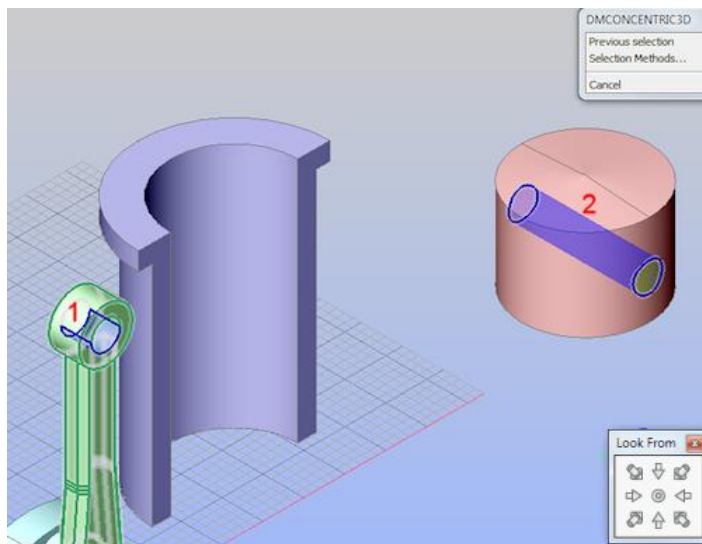 DMCONCENTRIC3D
Previous selection
Selection Methods...
Cancel
2
1
Look From